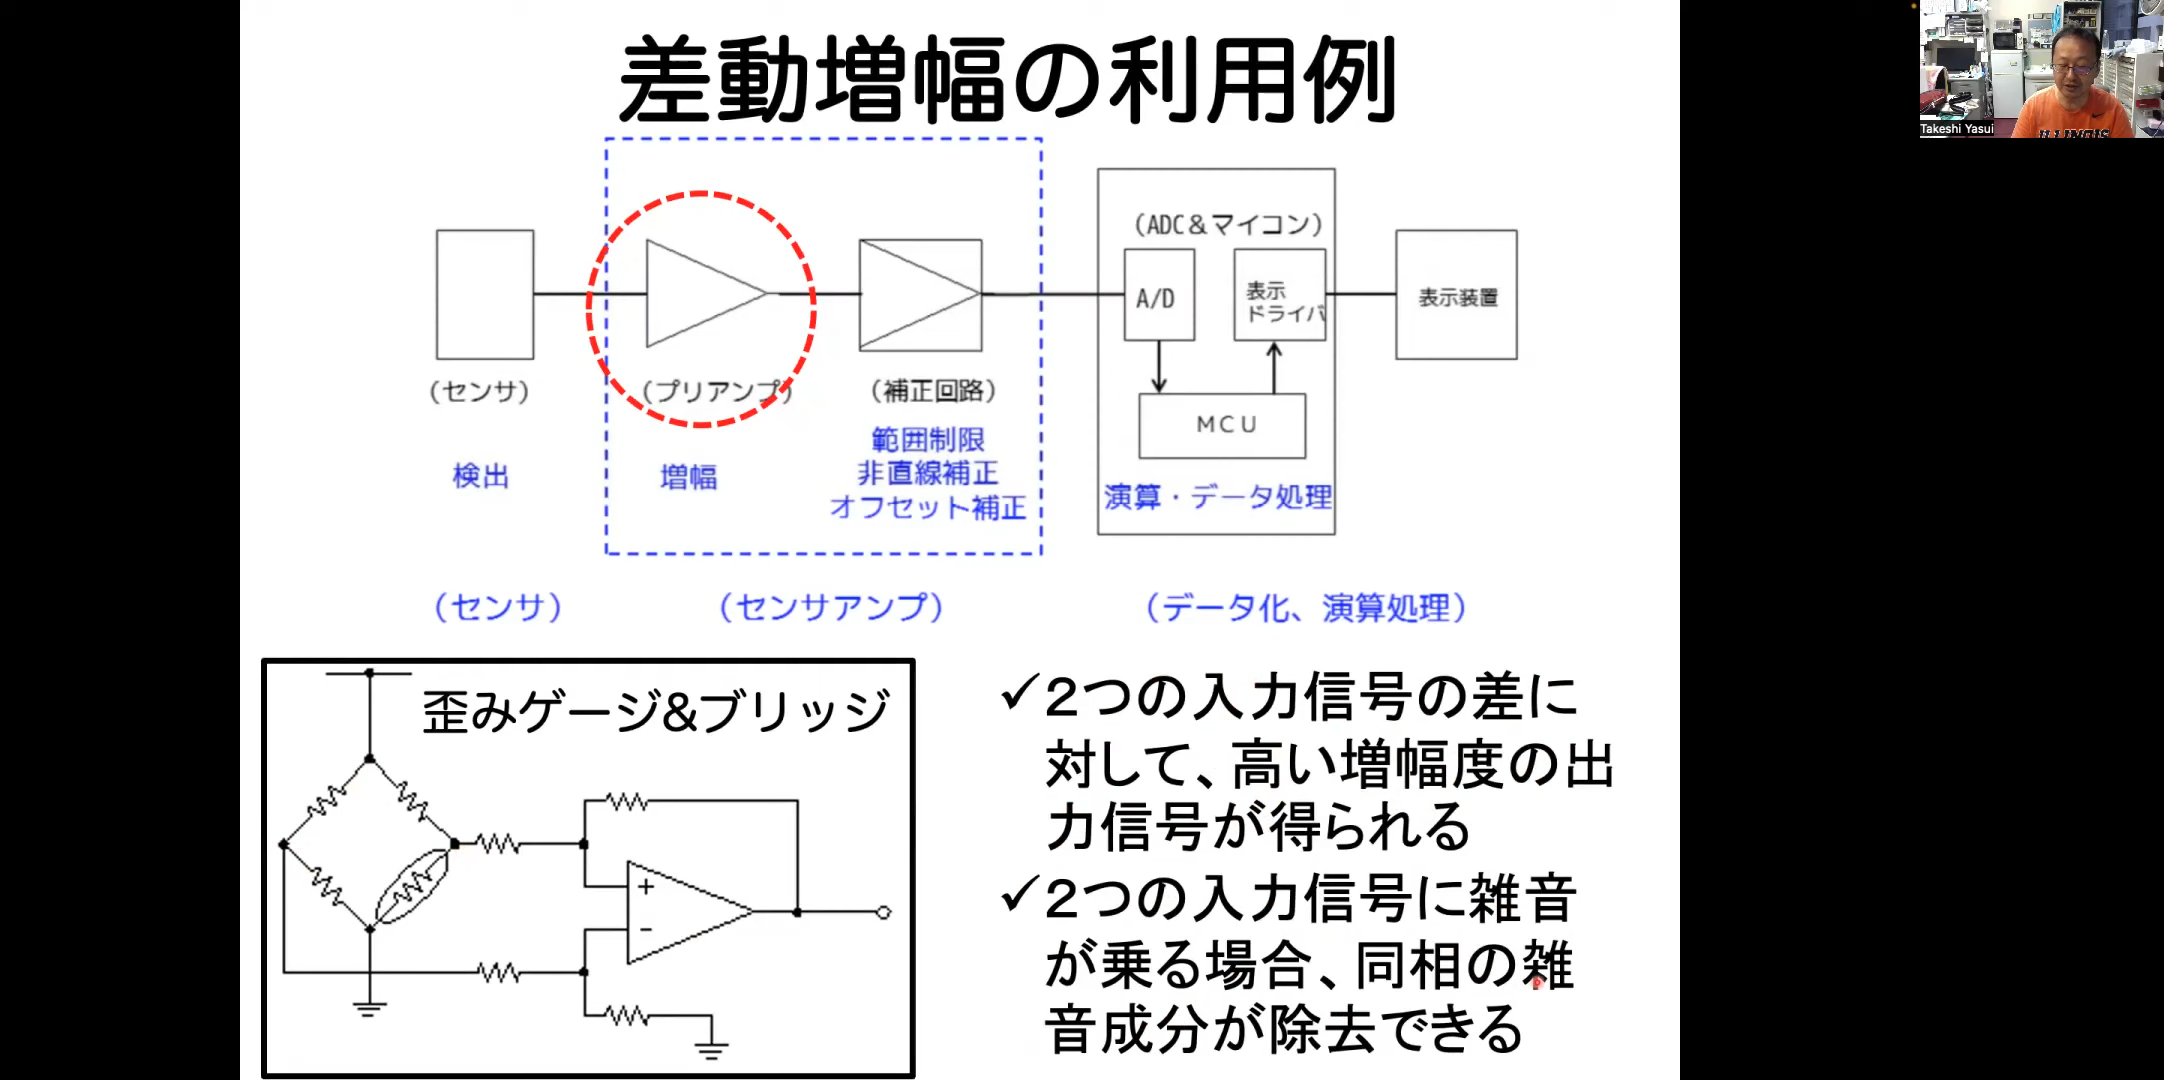 差動増幅の利用例
Takeshi Yasui
ILLINOIS
（ADC＆マイコン）
A/D
表示
ドライバ
表示装置
（センサ）
（プリアンプ）
（補正回路）
MCU
検出
増幅
範囲制限
非直線補正
オフセット補正
演算・データ処理
（センサ）
（センサアンプ）
（データ化、演算処理）
歪みゲージ&ブリッジ
+
-
✓２つの入力信号の差に
対して、高い増幅度の出
力信号が得られる
✓２つの入力信号に雑音
が乗る場合、同相の雑
音成分が除去できる